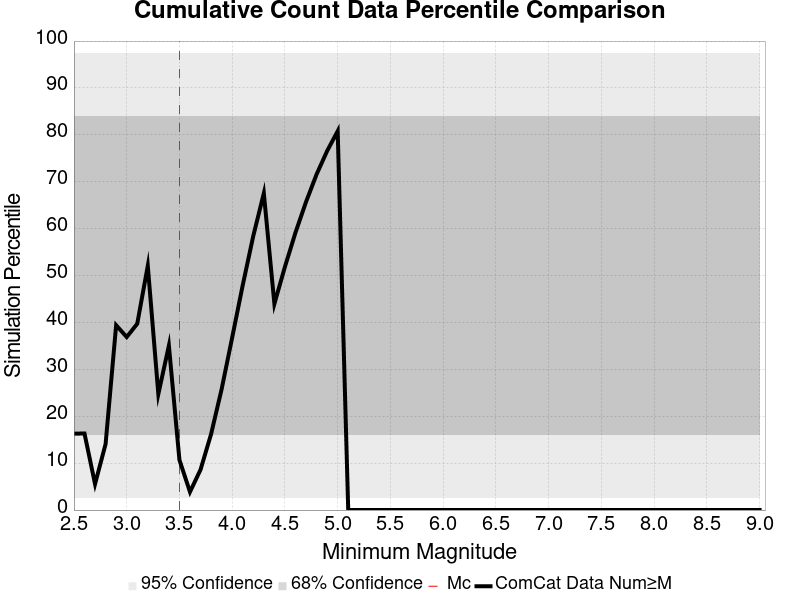 Cumulative Count Data Percentile Comparison
Simulation Percentile
100
90
80
70
60
50
40
30
20
10
0
2.5 3.0 3.5 4.0 4.5 5.0 5.5 6.0 6.5 7.0 7.5 8.0 8.5 9.0
Minimum Magnitude
95% Confidence 68% Confidence Mc ComCat Data Num≥M